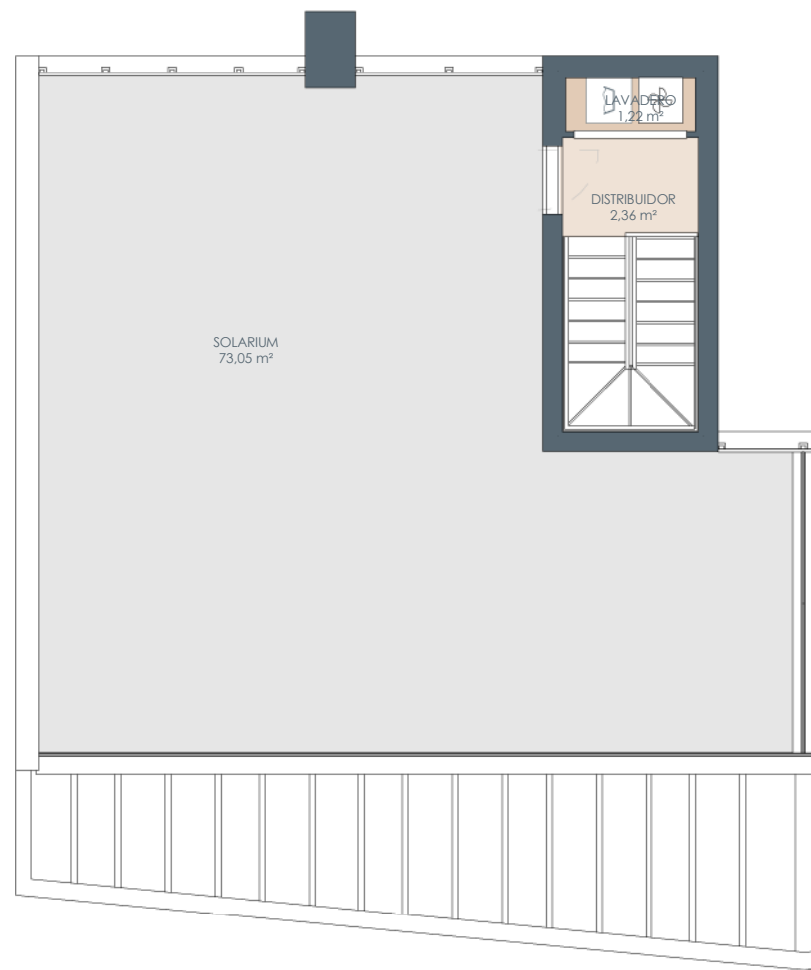 LAVADERO
1,22 m²
DISTRIBUIDOR
2,36 m²
SOLARIUM
73,05 m²